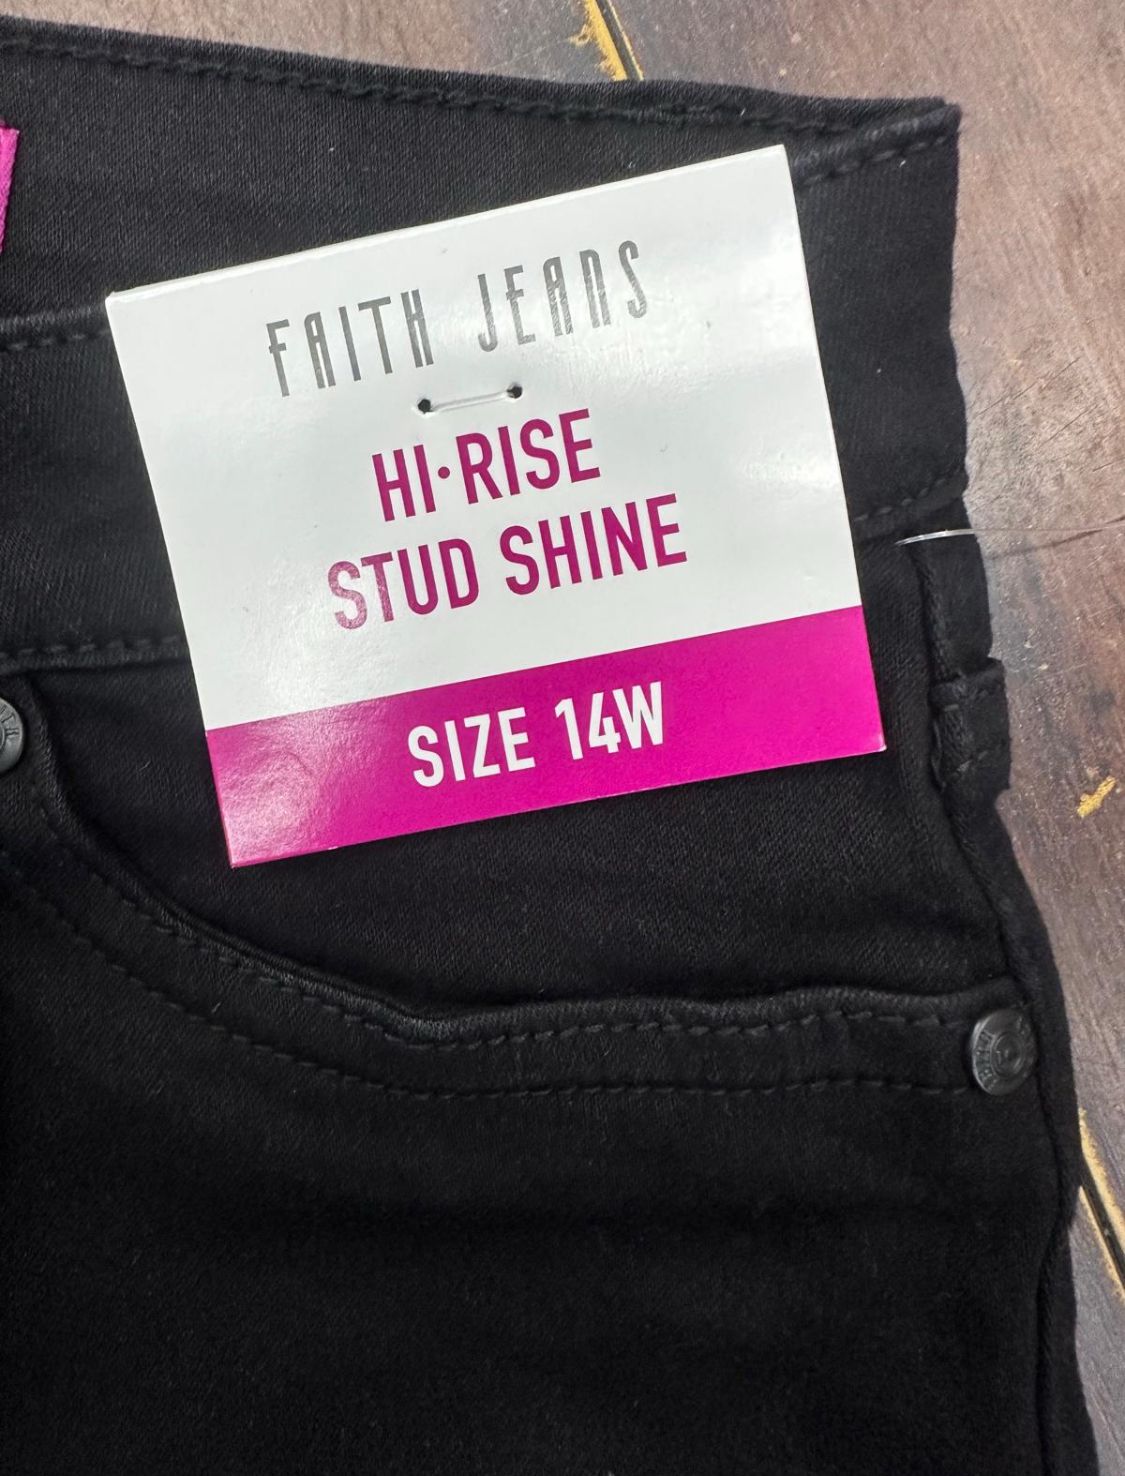 FAITH JEANS
HI•RISE
STUD SHINE
SIZE 14W